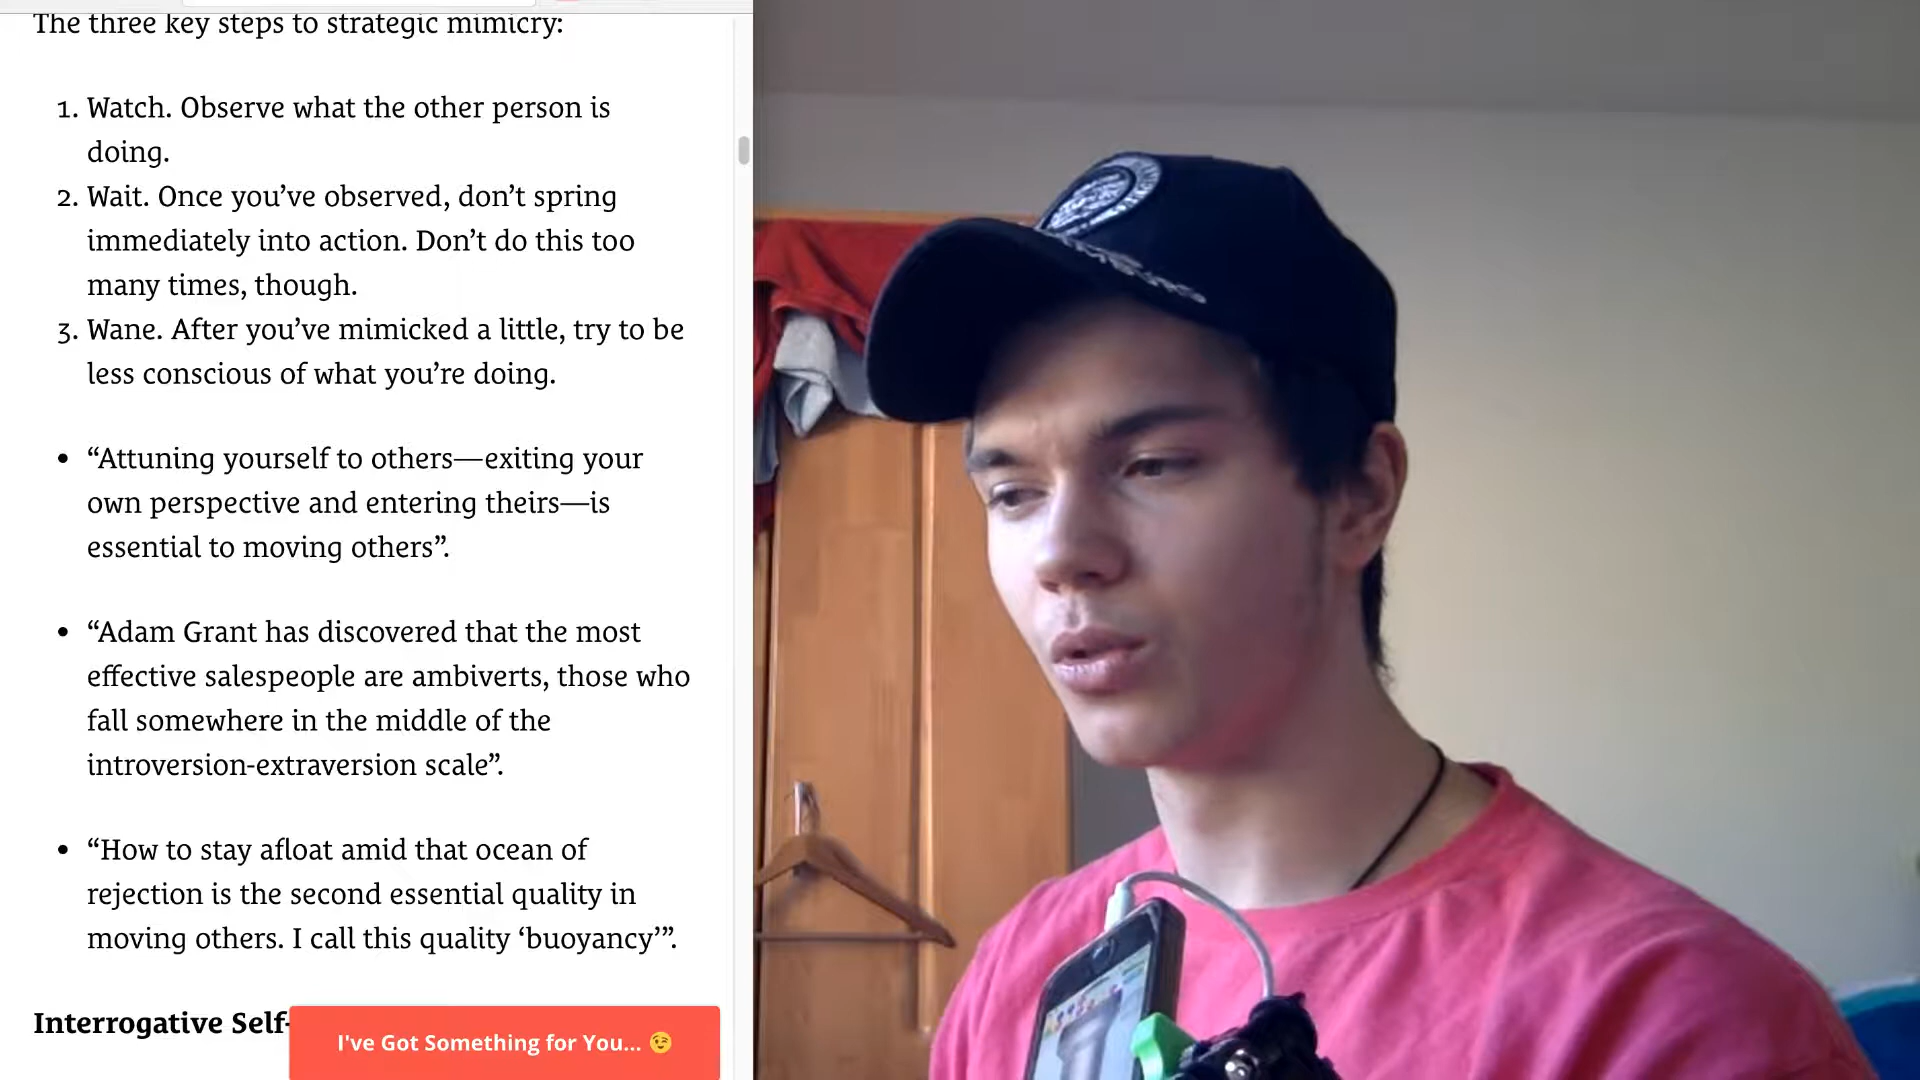 The three key steps to strategic mimicry:
1. Watch. Observe what the other person is
doing.
2. Wait. Once you’ve observed, don’t spring
immediately into action. Don’t do this too
many times, though.
3. Wane. After you’ve mimicked a little, try to be
less conscious of what you’re doing.
• “Attuning yourself to others—exiting your
own perspective and entering theirs—is
essential to moving others”.
• “Adam Grant has discovered that the most
effective salespeople are ambiverts, those who
fall somewhere in the middle of the
introversion-extraversion scale”.
• “How to stay afloat amid that ocean of
rejection is the second essential quality in
moving others. I call this quality ‘buoyancy’”.
Interrogative Self-
I've Got Something for You... 😉